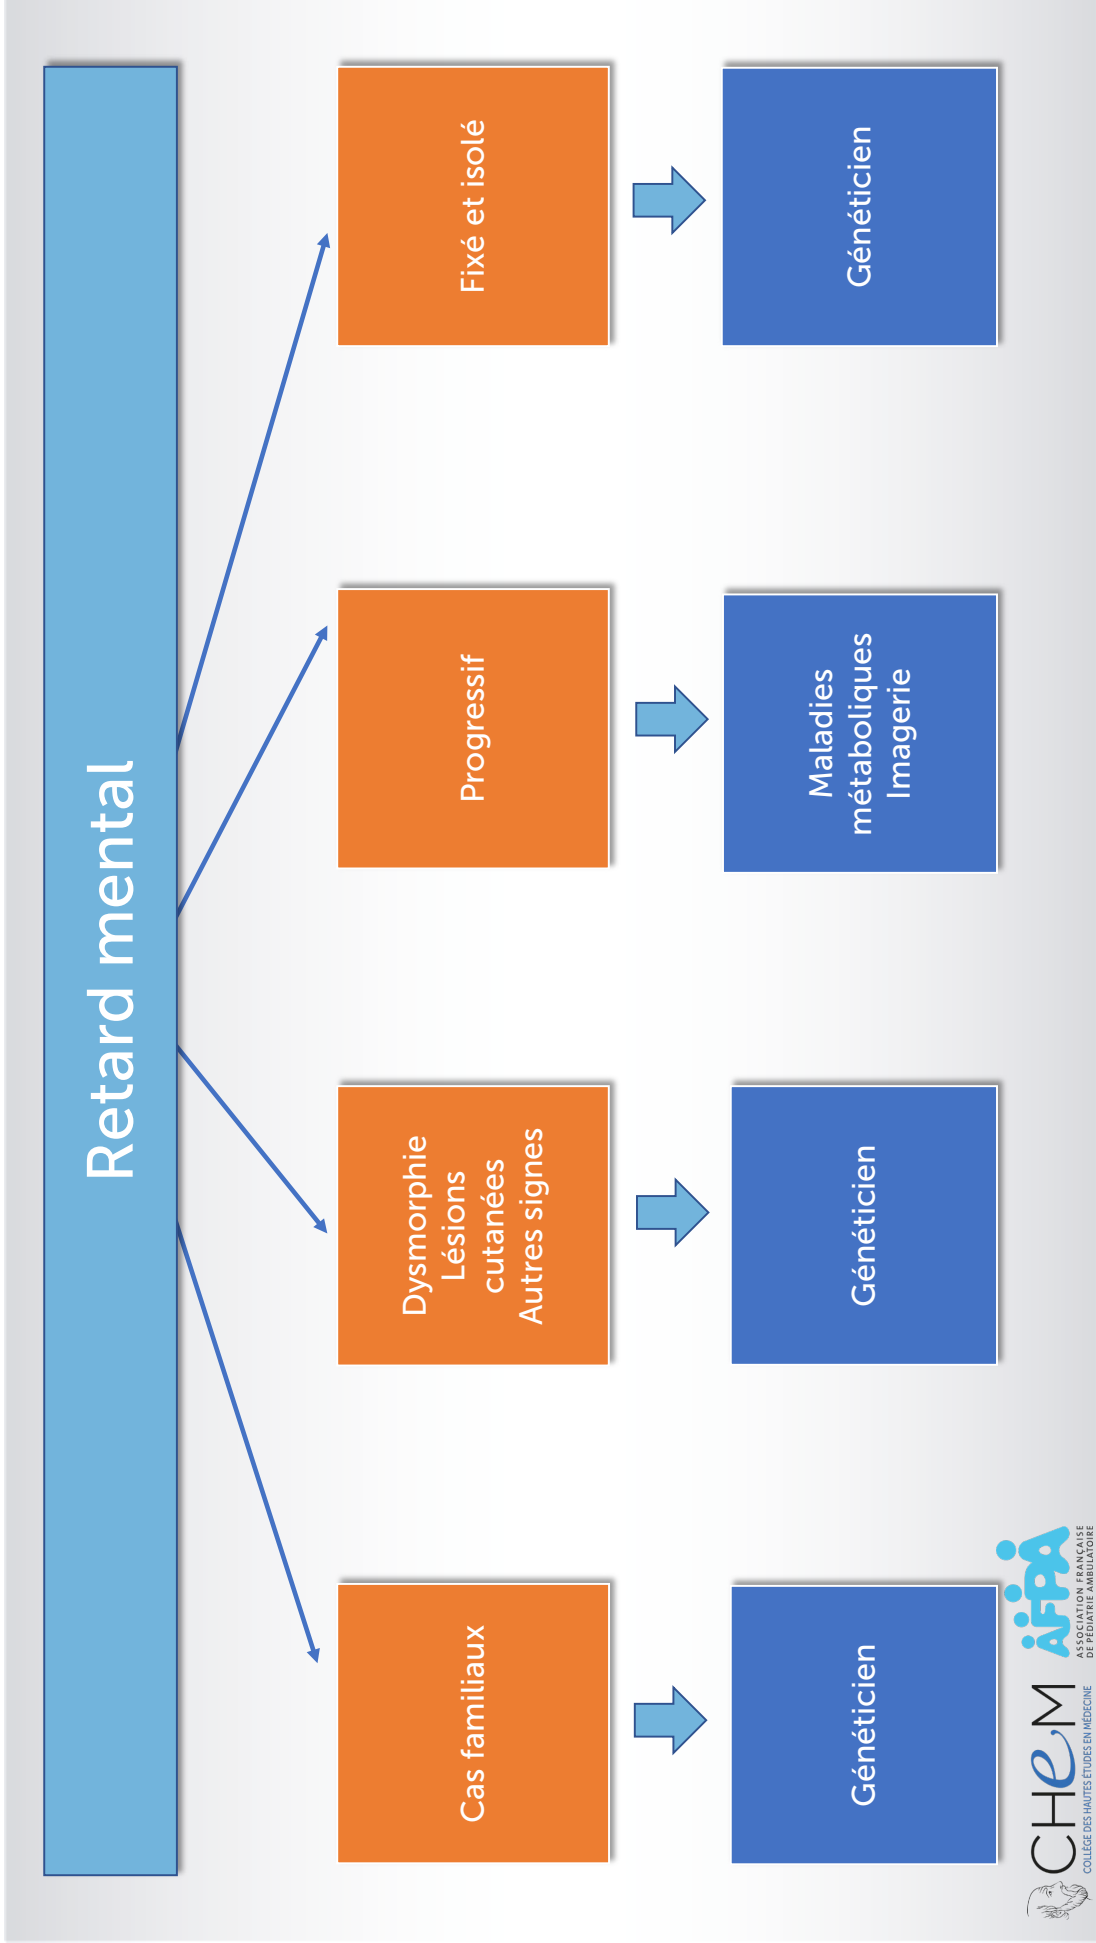 Retard mental
Cas familiaux
Dysmorphie
Lésions
cutanées
Autres signes
Progressif
Fixé et isolé
Généticien
Généticien
Maladies
métaboliques
Imagerie
Généticien
CHeM
COLLÈGE DES HAUTES ÉTUDES EN MÉDECINE
AFPA
ASSOCIATION FRANÇAISE
DE PÉDIATRIE AMBULATOIRE